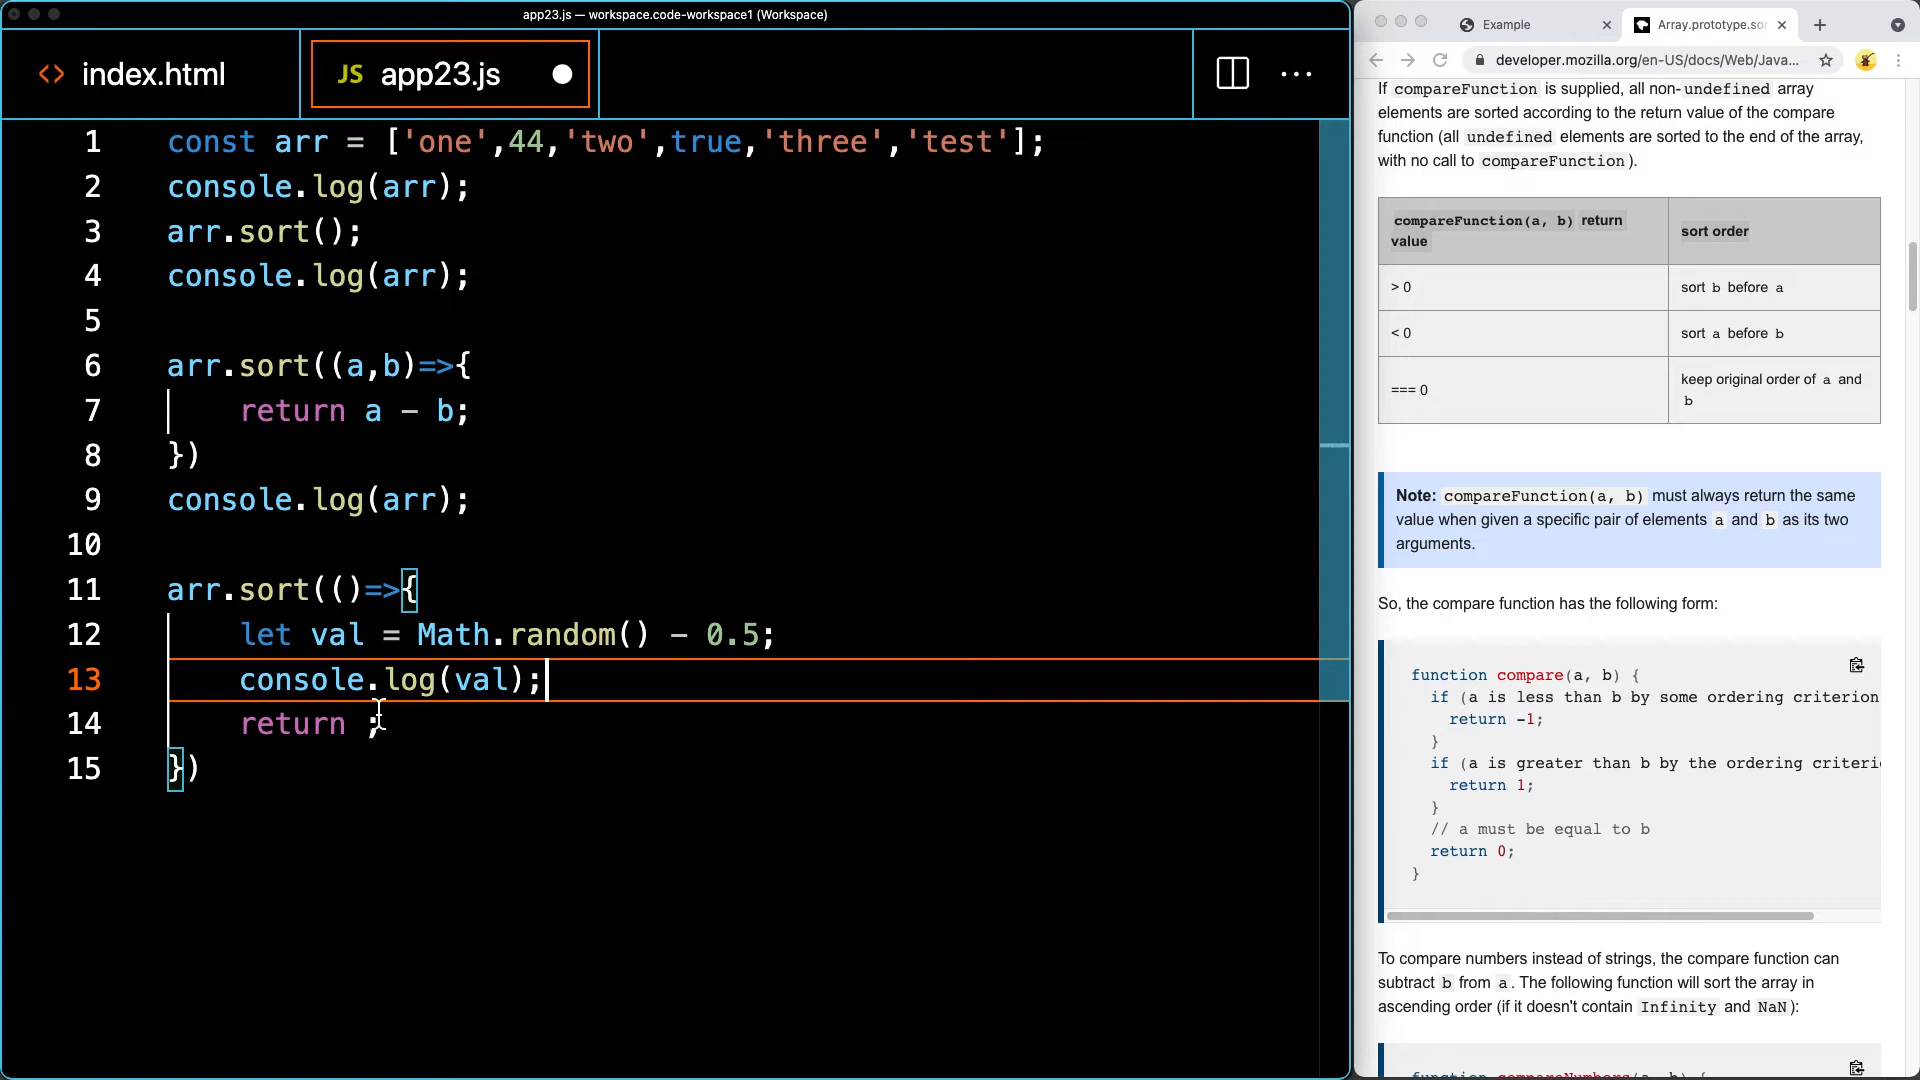 app23.js — workspace.code-workspace1 (Workspace)
<> index.html
JS app23.js
1 const arr = ['one',44,'two',true,'three','test'];
2 console.log(arr);
3 arr.sort();
4 console.log(arr);
5
6 arr.sort((a,b)=>{
7 return a - b;
8 })
9 console.log(arr);
10
11 arr.sort(()=>{
12 let val = Math.random() - 0.5;
13 console.log(val);
14 return ;
15 })
Example
Array.prototype.sor
developer.mozilla.org/en-US/docs/Web/Java...
If compareFunction is supplied, all non-undefined array
elements are sorted according to the return value of the compare
function (all undefined elements are sorted to the end of the array,
with no call to compareFunction ).
compareFunction(a, b) return
value
sort order
> 0
sort b before a
< 0
sort a before b
=== 0
keep original order of a and
b
Note: compareFunction(a, b) must always return the same
value when given a specific pair of elements a and b as its two
arguments.
So, the compare function has the following form:
function compare(a, b) {
if (a is less than b by some ordering criterion
return -1;
}
if (a is greater than b by the ordering criteri
return 1;
}
// a must be equal to b
return 0;
}
To compare numbers instead of strings, the compare function can
subtract b from a . The following function will sort the array in
ascending order (if it doesn't contain Infinity and NaN ):
function compareNumbers(a, b) {